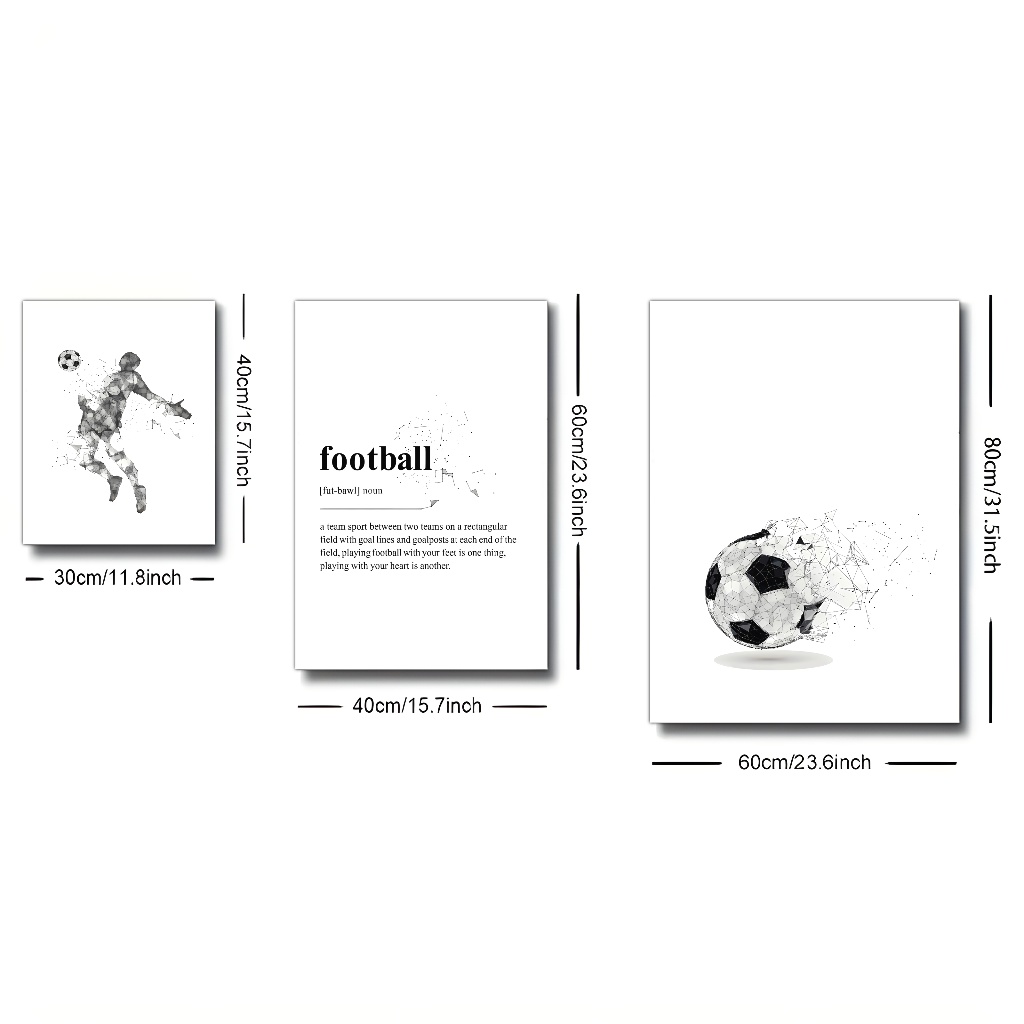 40cm/15.7inch
30cm/11.8inch
football
[fut-bawl] noun
a team sport between two teams on a rectangular
field with goal lines and goalposts at each end of the
field, playing football with your feet is one thing,
playing with your heart is another.
60cm/23.6inch
40cm/15.7inch
80cm/31.5inch
60cm/23.6inch